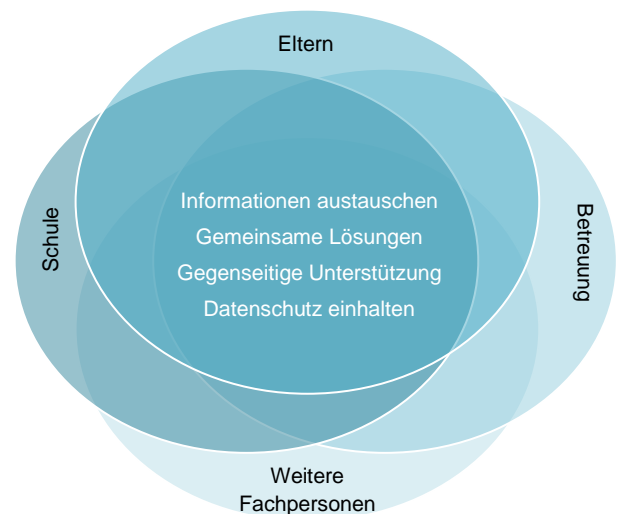 Eltern
Informationen austauschen
Gemeinsame Lösungen
Gegenseitige Unterstützung
Datenschutz einhalten
Schule
Betreuung
Weitere
Fachpersonen